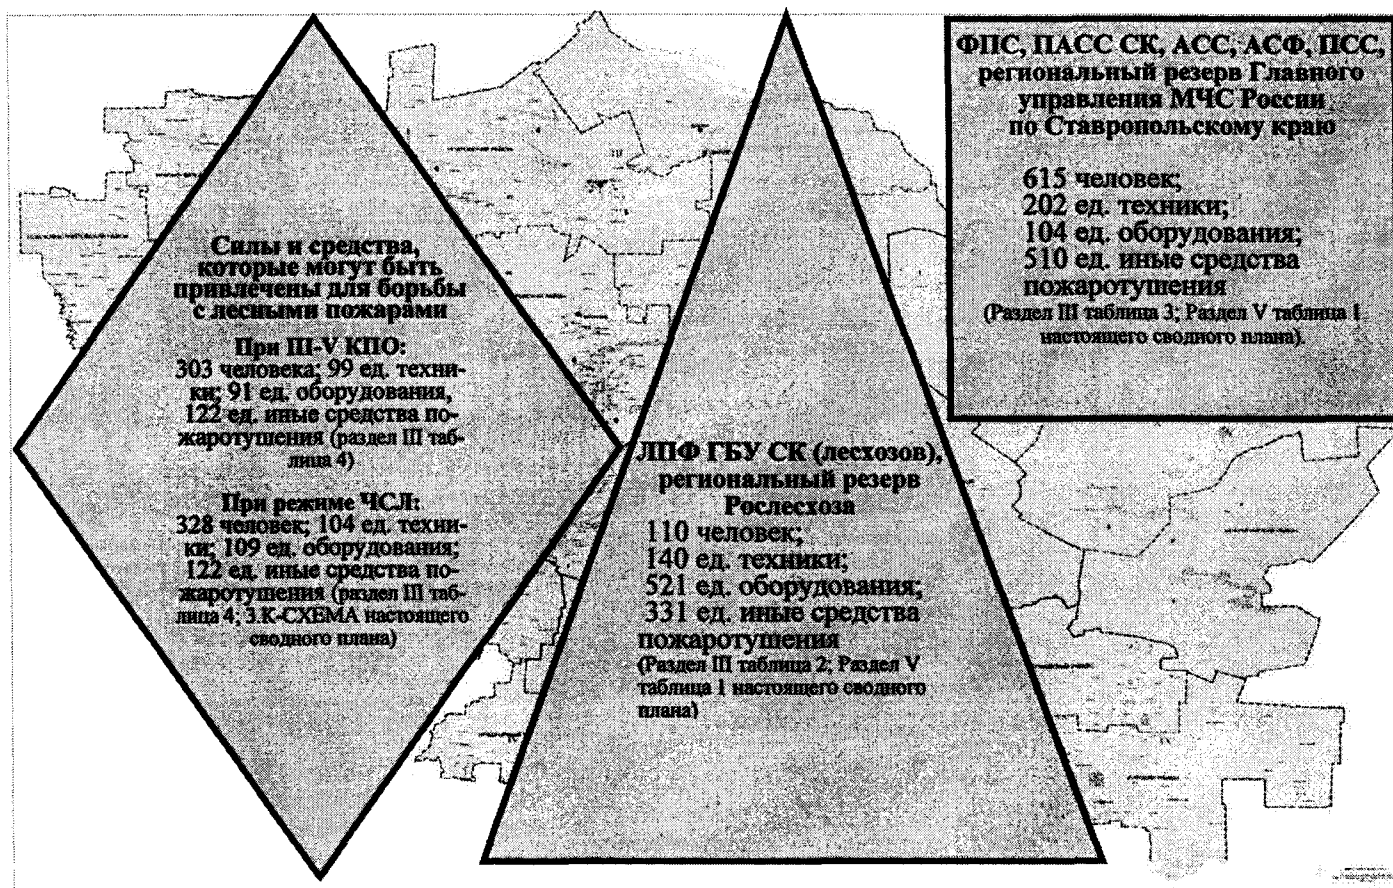 Силы и средства,
которые могут быть
привлечены для борьбы
с лесными пожарами
При III-V КПО:
303 человека; 99 ед. техни-
ки; 91 ед. оборудования,
122 ед. иные средства по-
жаротушения (раздел III таб-
лица 4)
При режиме ЧСЛ:
328 человек; 104 ед. техни-
ки; 109 ед. оборудования;
122 ед. иные средства по-
жаротушения (раздел III таб-
лица 4; 3.К-СХЕМА настоящего
сводного плана)
ЛПФ ГБУ СК (лесхозов),
региональный резерв
Рослесхоза
110 человек;
140 ед. техники;
521 ед. оборудования;
331 ед. иные средства
пожаротушения
(Раздел III таблица 2; Раздел V
таблица 1 настоящего сводного
плана)
ФПС, ПАСС СК, АСС, АСФ, ПСС,
региональный резерв Главного
управления МЧС России
по Ставропольскому краю
615 человек;
202 ед. техники;
104 ед. оборудования;
510 ед. иные средства
пожаротушения
(Раздел III таблица 3; Раздел V таблица 1
настоящего сводного плана).